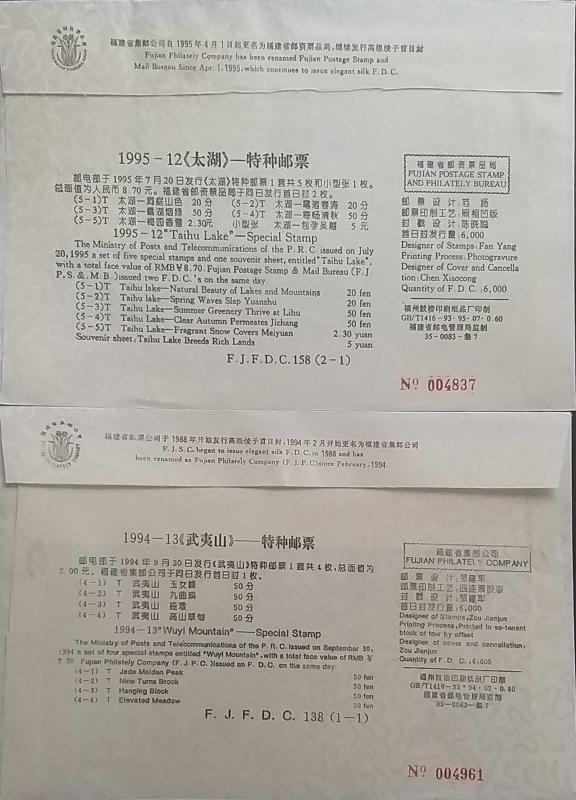 福建省集邮公司自1995年4月1日起更名为福建省邮资票品局,继续发行高级绫子首日封
Fujian Philately Company has been renamed Fujian Postage Stamp and
Mail Bureau Since Apr.1,1995,which continues to issue elegant silk F.D.C.
1995-12《太湖》—特种邮票
邮电部于1995年7月20日发行《太湖》特种邮票1套共5枚和小型张1枚。
总面值为人民币8.70元。福建省邮资票品局于同日发行首日封2枚。
(5-1)T 太湖—洞庭山色 20分 (5-2)T 太湖—鼋渚春涛 20分
(5-3)T 太湖—蠡湖烟绿 50分 (5-4)T 太湖—寄畅清秋 50分
(5-5)T 太湖—梅园香雪 2.30元 小型张 太湖—包孕吴越 5元
1995-12"Taihu Lake"—Special Stamp
The Ministry of Posts and Telecommunications of the P.R.C issued on July
20,1995 a set of five special stamps and one souvenir sheet,entitled"Taihu Lake",
with a total face value of RMB¥8.70.Fujian Postage Stamp & Mail Bureau (F.J.
P.S.&.M.B.)issued two F.D.C.'s on the same day.
(5-1)T Taihu lake—Natural Beauty of Lakes and Mountains 20 fen
(5-2)T Taihu Lake—Spring Waves Slap Yuanzhu 20 fen
(5-3)T Taihu Lake—Summer Greenery Thrive at Lihu 50 fen
(5-4)T Taihu Lake—Clear Autumn Permeates Jichang 50 fen
(5-5)T Taihu Lake—Fragrant Snow Covers Meiyuan 2.30 yuan
Souvenir sheet:Taihu Lake Breeds Rich Lands 5 yuan
F.J.F.D.C.158(2-1)
福建省邮资票品局
FUJIAN POSTAGE STAMP
AND PHILATELY BUREAU
邮票设计:范扬
邮票印制工艺:照相凹版
封戳设计:陈晓聪
首日封发行量:6,000
Designer of Stamps:Fan Yang
Printing Process:Photogravure
Designer of Cover and Cancella
tion:Chen Xiaocong
Quantity of F.D.C.:6,000
福州鼓楼印刷纸品厂印制
GB/T1416-93·95·07·0.60
福建省邮电管理局监制
35-0083-集7
Nº 004837
福建省邮票公司于1988年开始发行高级绫子首日封,1994年2月开始更名为福建省集邮公司
F.J.S.C. began to issue elegant silk F.D.C. in 1988 and has
been renamed as Fujian Philately Company (F.J.P.C)since February,1994.
1994-13《武夷山》——特种邮票
邮电部于1994年9月30日发行《武夷山》特种邮票1套共4枚,总面值为
2.00元。福建省集邮公司于同日发行首日封1枚。
(4-1) T 武夷山 玉女峰 50分
(4-2) T 武夷山 九曲溪 50分
(4-3) T 武夷山 挂墩 50分
(4-4) T 武夷山 高山草甸 50分
1994-13"Wuyi Mountain"——Special Stamp
The Ministry of Posts and Telecommunications of the P.R.C. issued on September 30,
1994 a set of four special stamps entitled "Wuyi Mountain",with a total face value of RMB ¥
2.00 Fujian Philately Company (F.J.P.C.) issued an F.D.C. on the same day.
(4-1) T Jade Maiden Peak 50 fen
(4-2) T Nine Turns Brook 50 fen
(4-3) T Hanging Block 50 fen
(4-4) T Elevated Meadow 50 fen
F.J.F.D.C. 138 (1-1)
福建省集邮公司
FUJIAN PHILATELY COMPANY
邮票设计:邹建军
邮票印制工艺:四连票胶版
封戳设计:邹建军
首日封发行量:6,000
Designer of Stamps,Zou Jianjun
Printing Process,Printed in se-tenant
block of four by offset
Designer of cover and cancellation:
Zou Jianjun
Quantity of F.D.C.:6,000
福州鼓楼印刷纸品厂印制
GB/T1416-93·94·09·0.60
福建省邮电管理局监制
35-0083-集7
Nº 004961